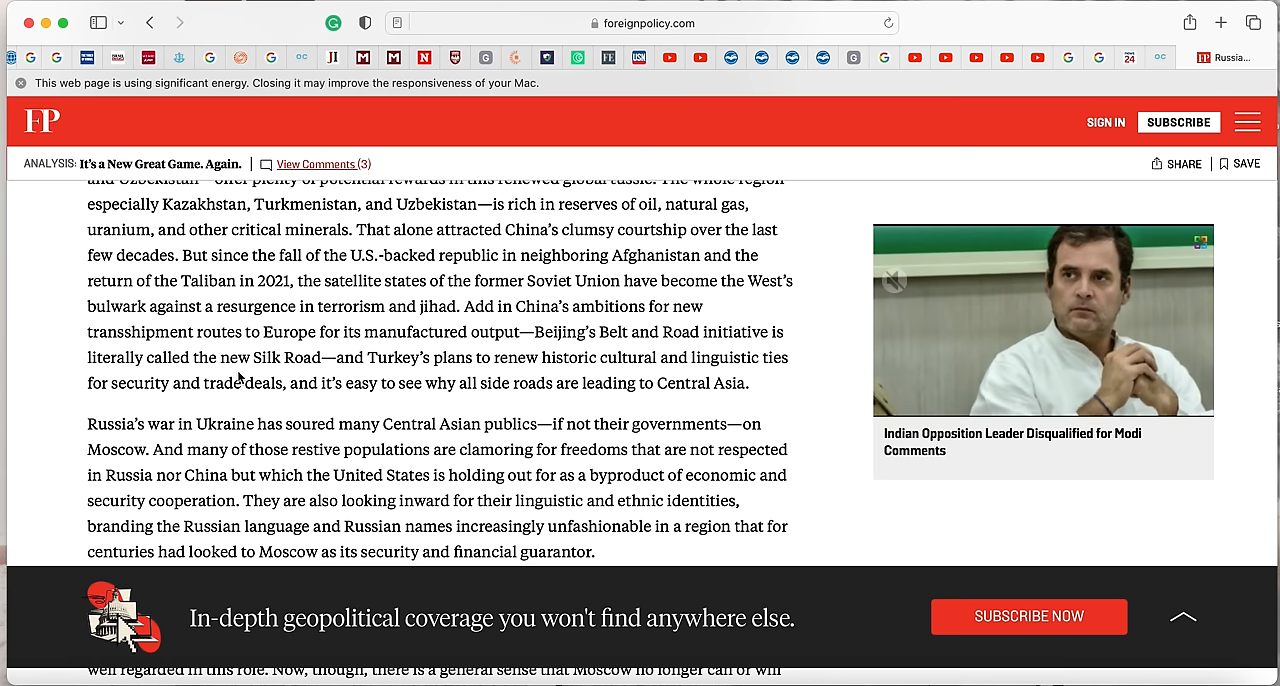 foreignpolicy.com
Russia...
This web page is using significant energy. Closing it may improve the responsiveness of your Mac.
FP
SIGN IN
SUBSCRIBE
ANALYSIS: It's a New Great Game. Again.
View Comments (3)
SHARE
SAVE
and Uzbekistan—offer plenty of potential rewards in this renewed global tussle. The whole region
especially Kazakhstan, Turkmenistan, and Uzbekistan—is rich in reserves of oil, natural gas,
uranium, and other critical minerals. That alone attracted China's clumsy courtship over the last
few decades. But since the fall of the U.S.-backed republic in neighboring Afghanistan and the
return of the Taliban in 2021, the satellite states of the former Soviet Union have become the West's
bulwark against a resurgence in terrorism and jihad. Add in China's ambitions for new
transshipment routes to Europe for its manufactured output—Beijing's Belt and Road initiative is
literally called the new Silk Road—and Turkey's plans to renew historic cultural and linguistic ties
for security and trade deals, and it's easy to see why all side roads are leading to Central Asia.
Russia's war in Ukraine has soured many Central Asian publics—if not their governments—on
Moscow. And many of those restive populations are clamoring for freedoms that are not respected
in Russia nor China but which the United States is holding out for as a byproduct of economic and
security cooperation. They are also looking inward for their linguistic and ethnic identities,
branding the Russian language and Russian names increasingly unfashionable in a region that for
centuries had looked to Moscow as its security and financial guarantor.
Indian Opposition Leader Disqualified for Modi
Comments
In-depth geopolitical coverage you won't find anywhere else.
SUBSCRIBE NOW
well regarded in this role. Now, though, there is a general sense that Moscow no longer can or will